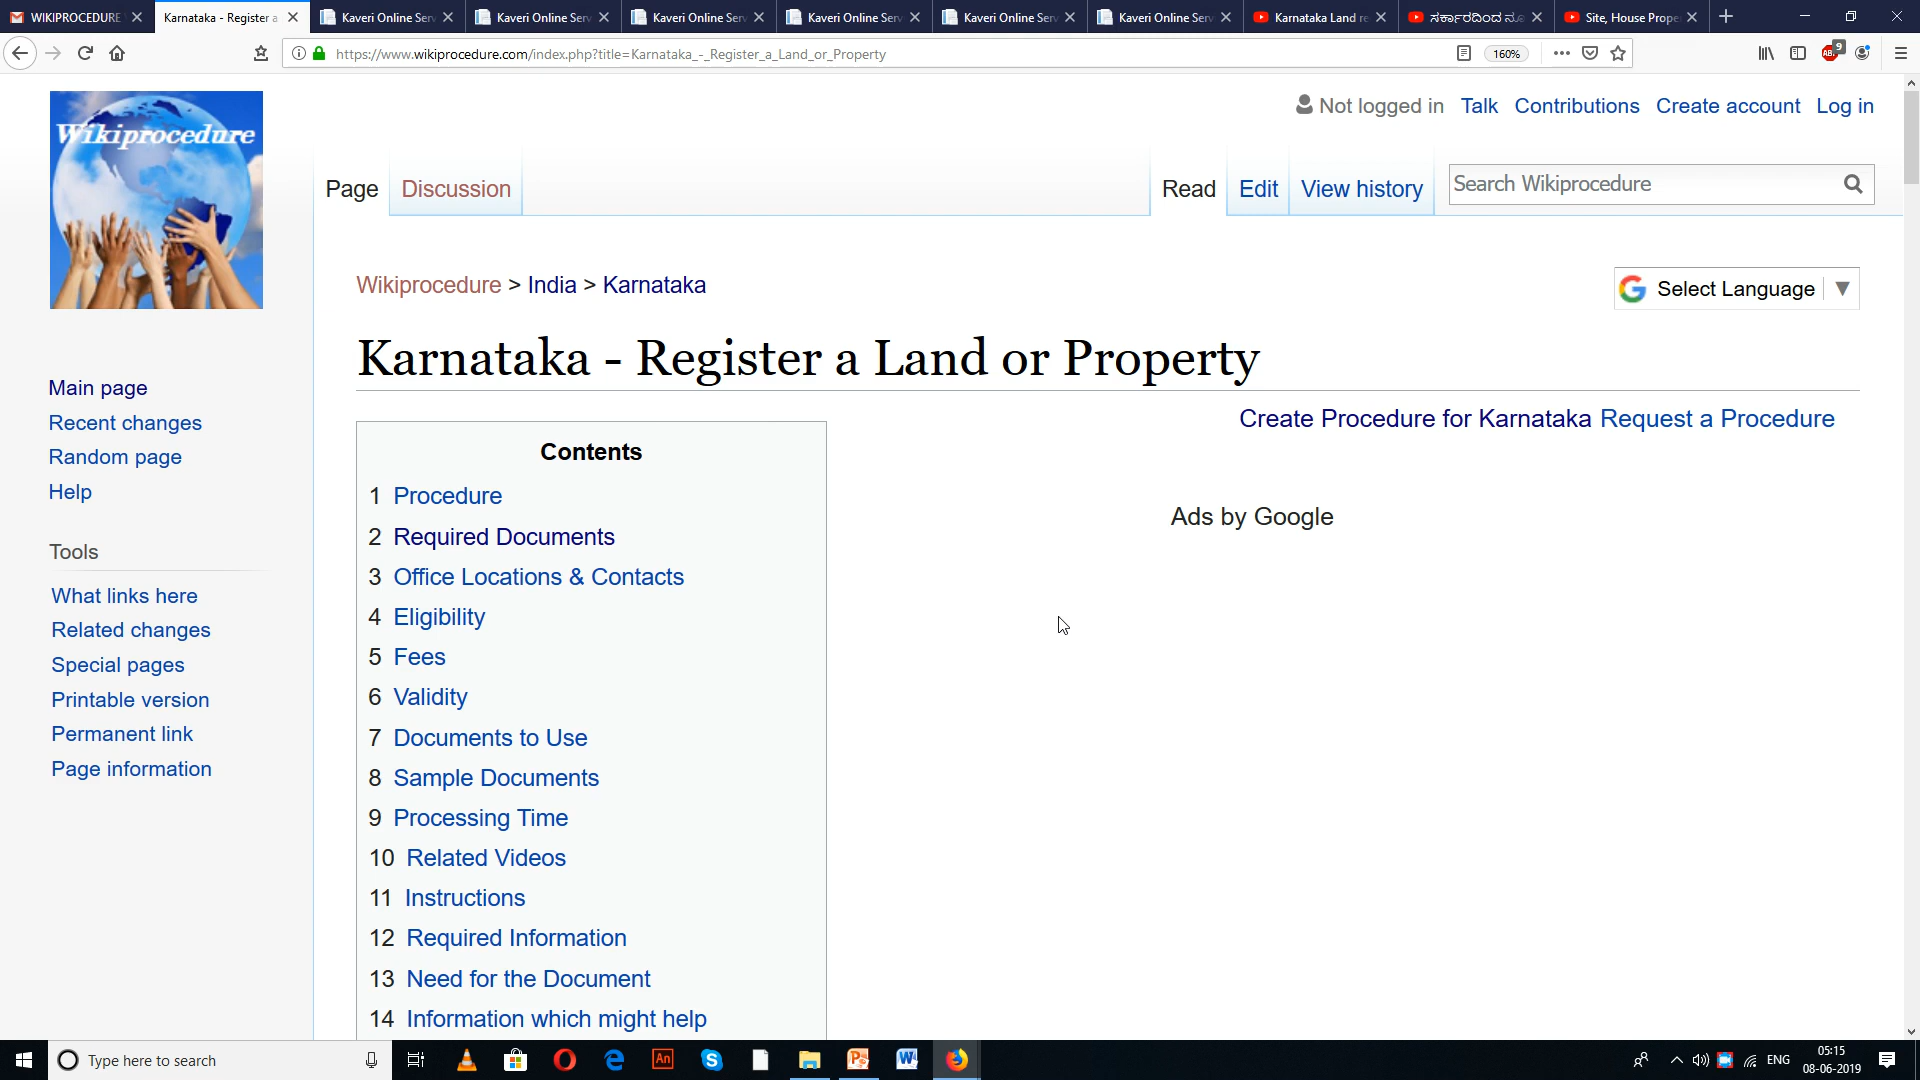 WIKIPROCEDURE
Karnataka - Register a
Kaveri Online Serv
Kaveri Online Serv
Kaveri Online Serv
Kaveri Online Serv
Kaveri Online Serv
Kaveri Online Serv
Karnataka Land re
ಸರ್ಕಾರದಿಂದ
Site, House Prope
https://www.wikiprocedure.com/index.php?title=Karnataka_-_Register_a_Land_or_Property
160%
9
Wikiprocedure
Not logged in Talk Contributions Create account Log in
Page Discussion Read Edit View history Search Wikiprocedure
Wikiprocedure > India > Karnataka
Select Language
Karnataka - Register a Land or Property
Create Procedure for Karnataka Request a Procedure
Main page
Recent changes
Random page
Help
Tools
What links here
Related changes
Special pages
Printable version
Permanent link
Page information
Contents
1 Procedure
2 Required Documents
3 Office Locations & Contacts
4 Eligibility
5 Fees
6 Validity
7 Documents to Use
8 Sample Documents
9 Processing Time
10 Related Videos
11 Instructions
12 Required Information
13 Need for the Document
14 Information which might help
Ads by Google
Type here to search
An
ENG
05:15
08-06-2019